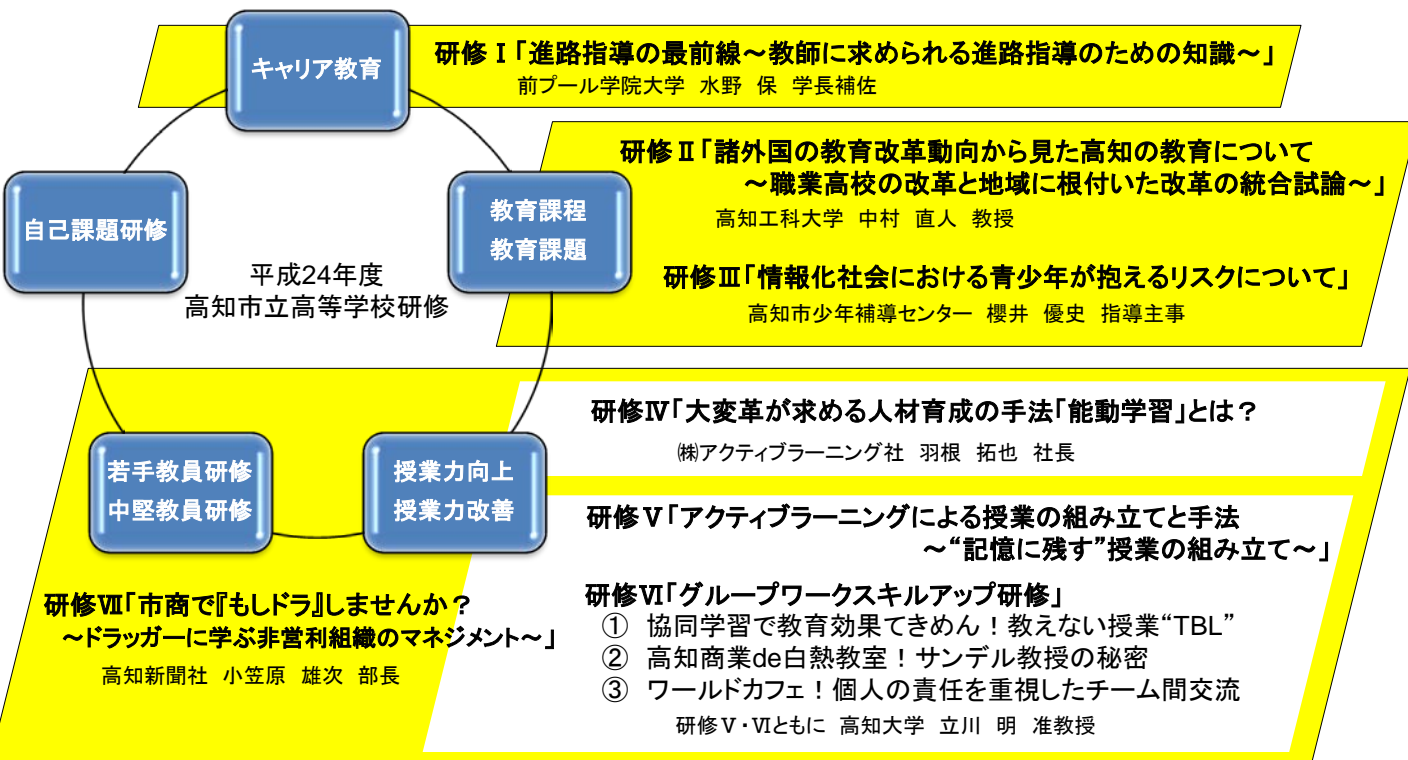 キャリア教育
研修Ⅰ「進路指導の最前線～教師に求められる進路指導のための知識～」
前プール学院大学 水野 保 学長補佐
自己課題研修
教育課程
教育課題
研修Ⅱ「諸外国の教育改革動向から見た高知の教育について
～職業高校の改革と地域に根付いた改革の統合試論～」
高知工科大学 中村 直人 教授
研修Ⅲ「情報化社会における青少年が抱えるリスクについて」
高知市少年補導センター 櫻井 優史 指導主事
平成24年度
高知市立高等学校研修
若手教員研修
中堅教員研修
授業力向上
授業力改善
研修Ⅳ「大変革が求める人材育成の手法「能動学習」とは？
㈱アクティブラーニング社 羽根 拓也 社長
研修Ⅴ「アクティブラーニングによる授業の組み立てと手法
～“記憶に残す”授業の組み立て～」
研修Ⅵ「グループワークスキルアップ研修」
① 協同学習で教育効果てきめん！教えない授業“TBL”
② 高知商業de白熱教室！サンデル教授の秘密
③ ワールドカフェ！個人の責任を重視したチーム間交流
研修Ⅴ・Ⅵともに 高知大学 立川 明 准教授
研修Ⅶ「市商で『もしドラ』しませんか？
～ドラッガーに学ぶ非営利組織のマネジメント～」
高知新聞社 小笠原 雄次 部長